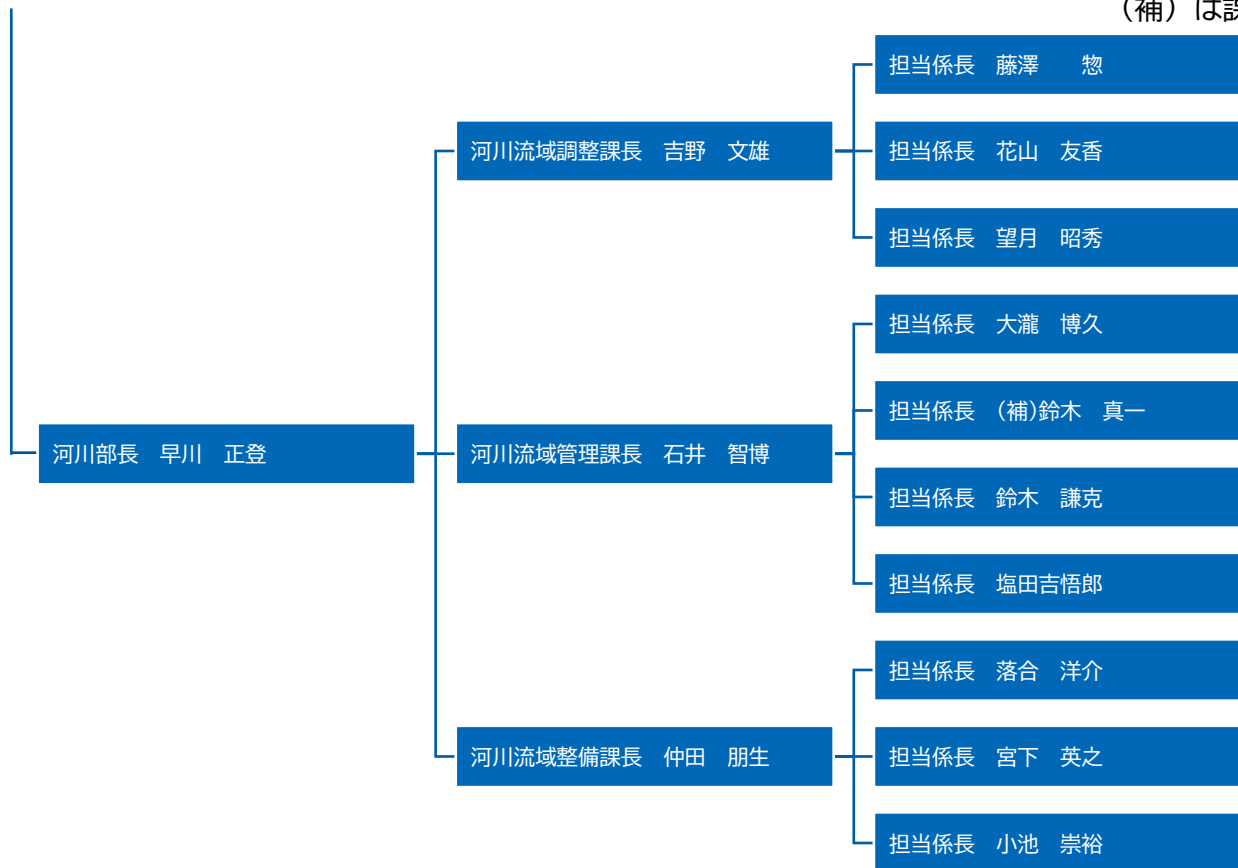 （補）は
担当係長　藤澤　　惣
河川流域調整課長　吉野　文雄
担当係長　花山　友香
担当係長　望月　昭秀
担当係長　大瀧　博久
担当係長　（補）鈴木　真一
河川部長　早川　正登
河川流域管理課長　石井　智博
担当係長　鈴木　謙克
担当係長　塩田吉悟郎
担当係長　落合　洋介
河川流域整備課長　仲田　朋生
担当係長　宮下　英之
担当係長　小池　崇裕